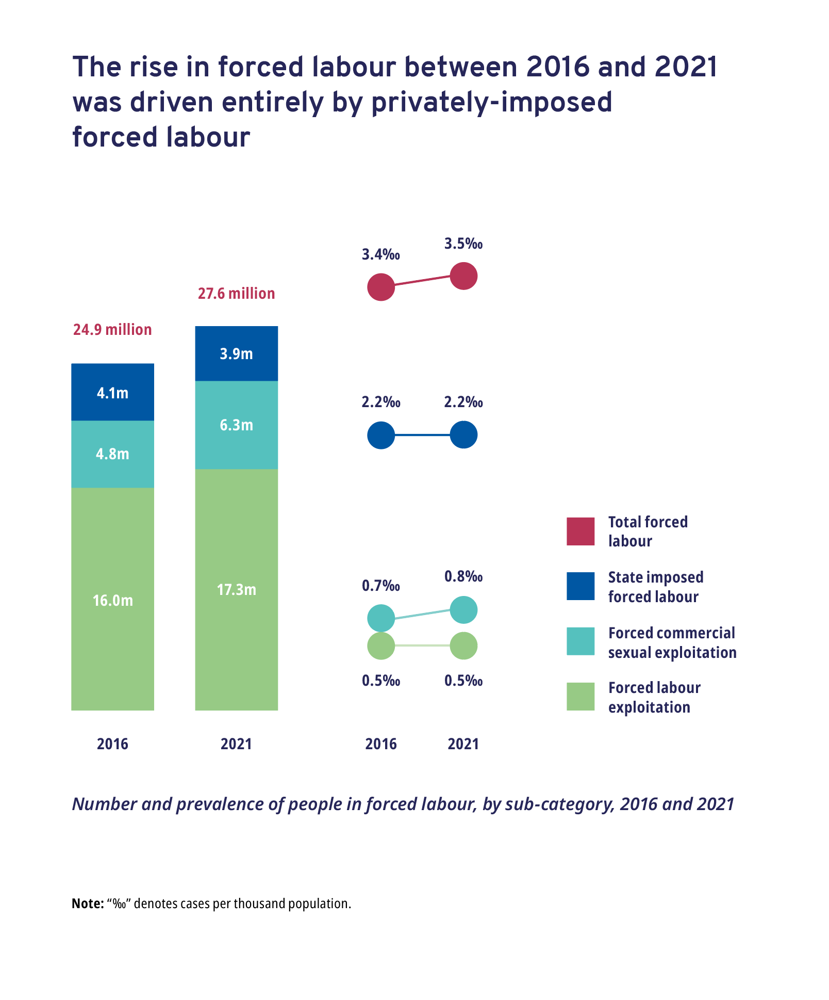 The rise in forced labour between 2016 and 2021
was driven entirely by privately-imposed
forced labour
24.9 million
4.1m
4.8m
16.0m
2016
27.6 million
3.9m
6.3m
17.3m
2021
3.4‰
3.5‰
2.2‰
2.2‰
0.7‰
0.8‰
0.5‰
0.5‰
2016
2021
Total forced
labour
State imposed
forced labour
Forced commercial
sexual exploitation
Forced labour
exploitation
Number and prevalence of people in forced labour, by sub-category, 2016 and 2021
Note: “‰” denotes cases per thousand population.